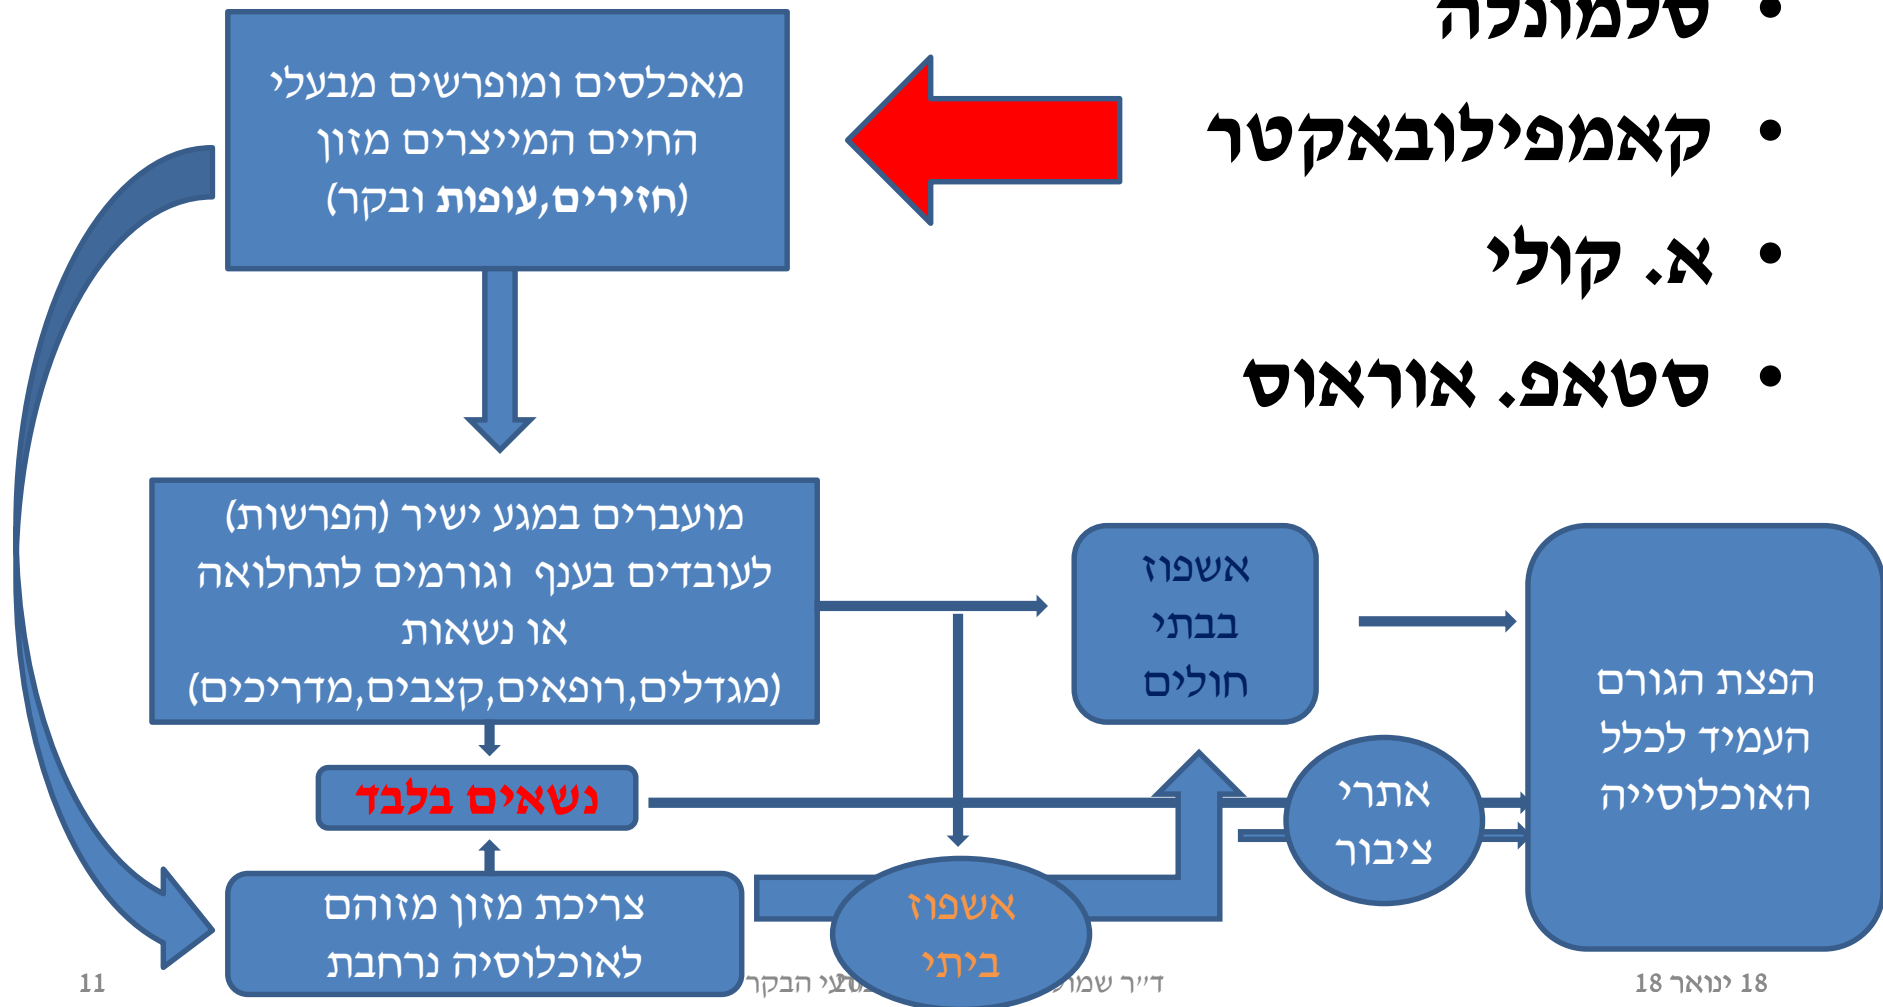 סלמונלה
קאמפילובאקטר
א. קולי
סטאפ. אוראוס
מאכלסים ומופרשים מבעלי
החיים המייצרים מזון
(חזירים,עופות ובקר)
מועברים במגע ישיר (הפרשות)
לעובדים בענף וגורמים לתחלואה
או נשאות
(מגדלים,רופאים,קצבים,מדריכים)
נשאים בלבד
צריכת מזון מזוהם
לאוכלוסיה נרחבת
אשפוז
ביתי
אשפוז
בבתי
חולים
אתרי
ציבור
הפצת הגורם
העמיד לכלל
האוכלוסייה
18 ינואר 18
ד״ר הבקר
11